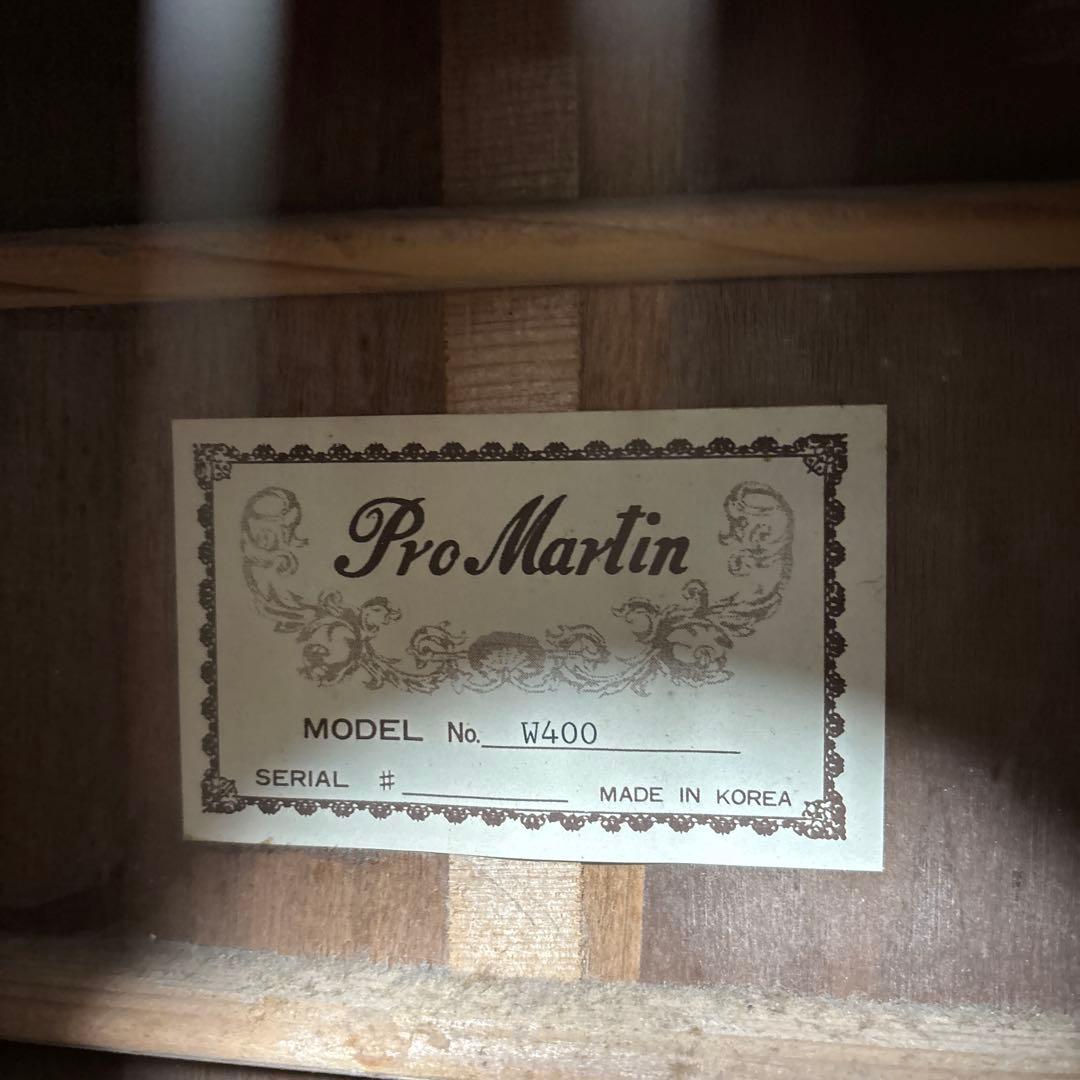 Pro Martin
MODEL No. W400
SERIAL # MADE IN KOREA